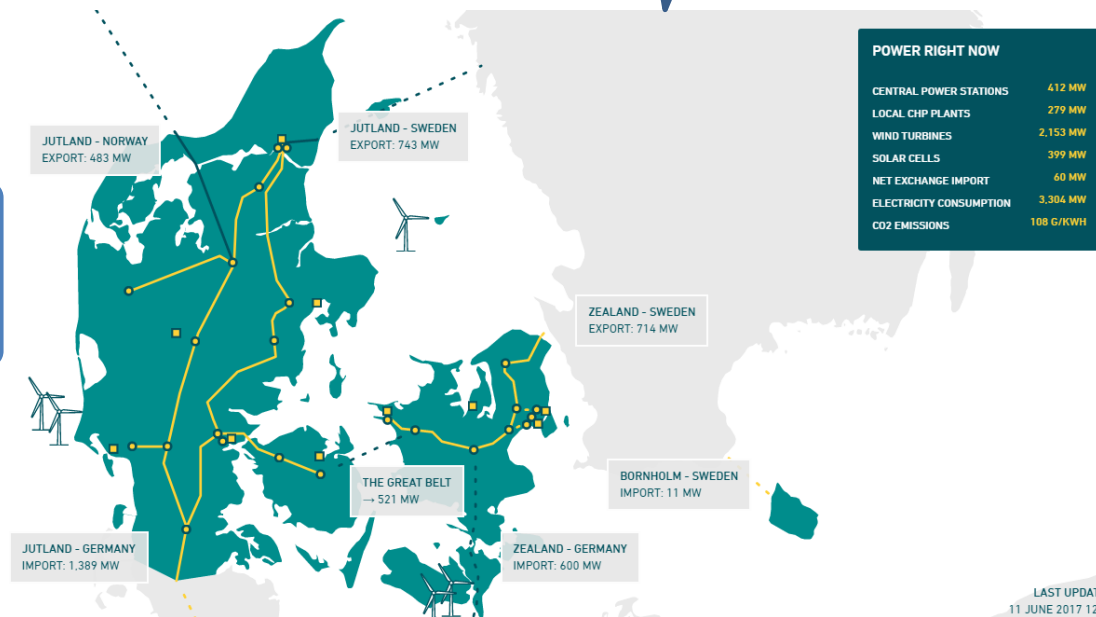 POWER RIGHT NOW
CENTRAL POWER STATIONS 412 MW
LOCAL CHP PLANTS 279 MW
WIND TURBINES 2,153 MW
SOLAR CELLS 399 MW
NET EXCHANGE IMPORT 60 MW
ELECTRICITY CONSUMPTION 3,304 MW
CO2 EMISSIONS 108 G/KWH
JUTLAND - NORWAY
EXPORT: 483 MW
JUTLAND - SWEDEN
EXPORT: 743 MW
ZEALAND - SWEDEN
EXPORT: 714 MW
THE GREAT BELT
→ 521 MW
BORNHOLM - SWEDEN
IMPORT: 11 MW
JUTLAND - GERMANY
IMPORT: 1,389 MW
ZEALAND - GERMANY
IMPORT: 600 MW
LAST UPDAT
11 JUNE 2017 12